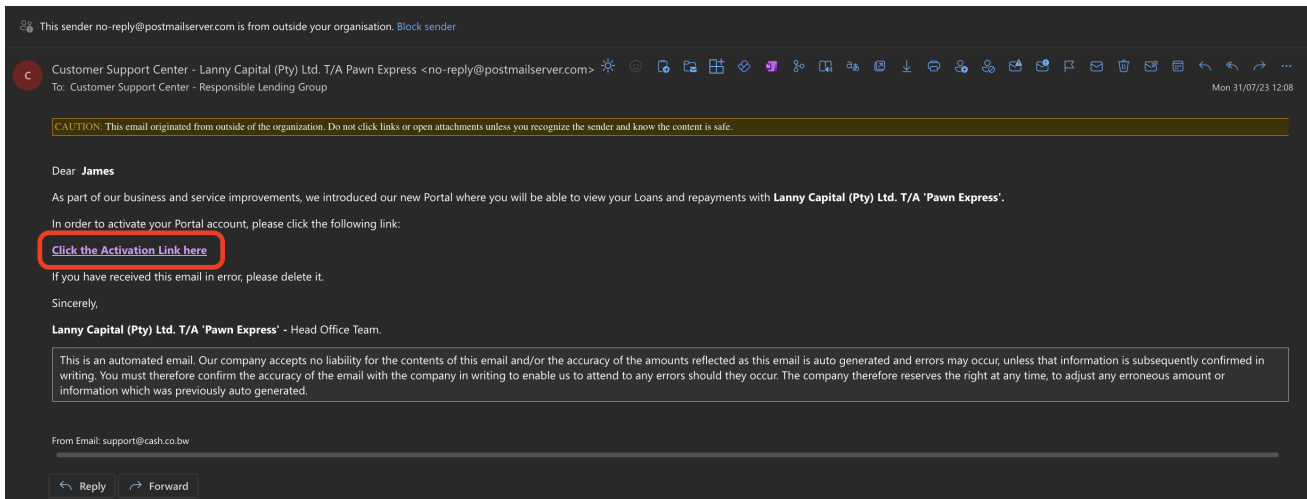 This sender no-reply@postmailserver.com is from outside your organisation. Block sender
C
Customer Support Center - Lanny Capital (Pty) Ltd. T/A Pawn Express <no-reply@postmailserver.com>
To: Customer Support Center - Responsible Lending Group
Mon 31/07/23 12:08
CAUTION: This email originated from outside of the organization. Do not click links or open attachments unless you recognize the sender and know the content is safe.
Dear James
As part of our business and service improvements, we introduced our new Portal where you will be able to view your Loans and repayments with Lanny Capital (Pty) Ltd. T/A 'Pawn Express'.
In order to activate your Portal account, please click the following link:
Click the Activation Link here
If you have received this email in error, please delete it.
Sincerely,
Lanny Capital (Pty) Ltd. T/A 'Pawn Express' - Head Office Team.
This is an automated email. Our company accepts no liability for the contents of this email and/or the accuracy of the amounts reflected as this email is auto generated and errors may occur, unless that information is subsequently confirmed in
writing. You must therefore confirm the accuracy of the email with the company in writing to enable us to attend to any errors should they occur. The company therefore reserves the right at any time, to adjust any erroneous amount or
information which was previously auto generated.
From Email: support@cash.co.bw
Reply
Forward